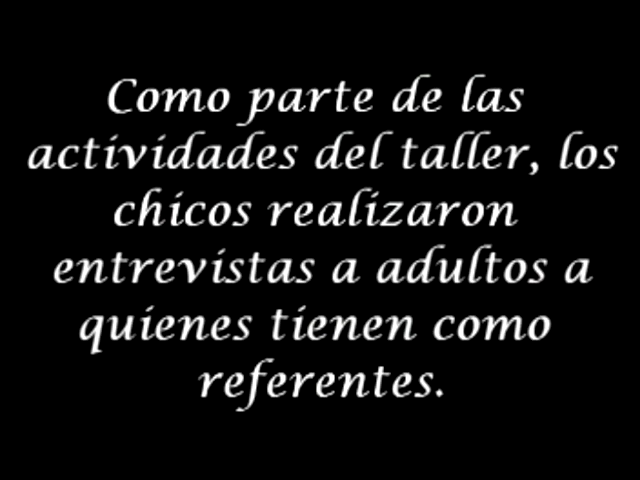 Como parte de las
actividades del taller, los
chicos realizaron
entrevistas a adultos a
quienes tienen como
referentes.